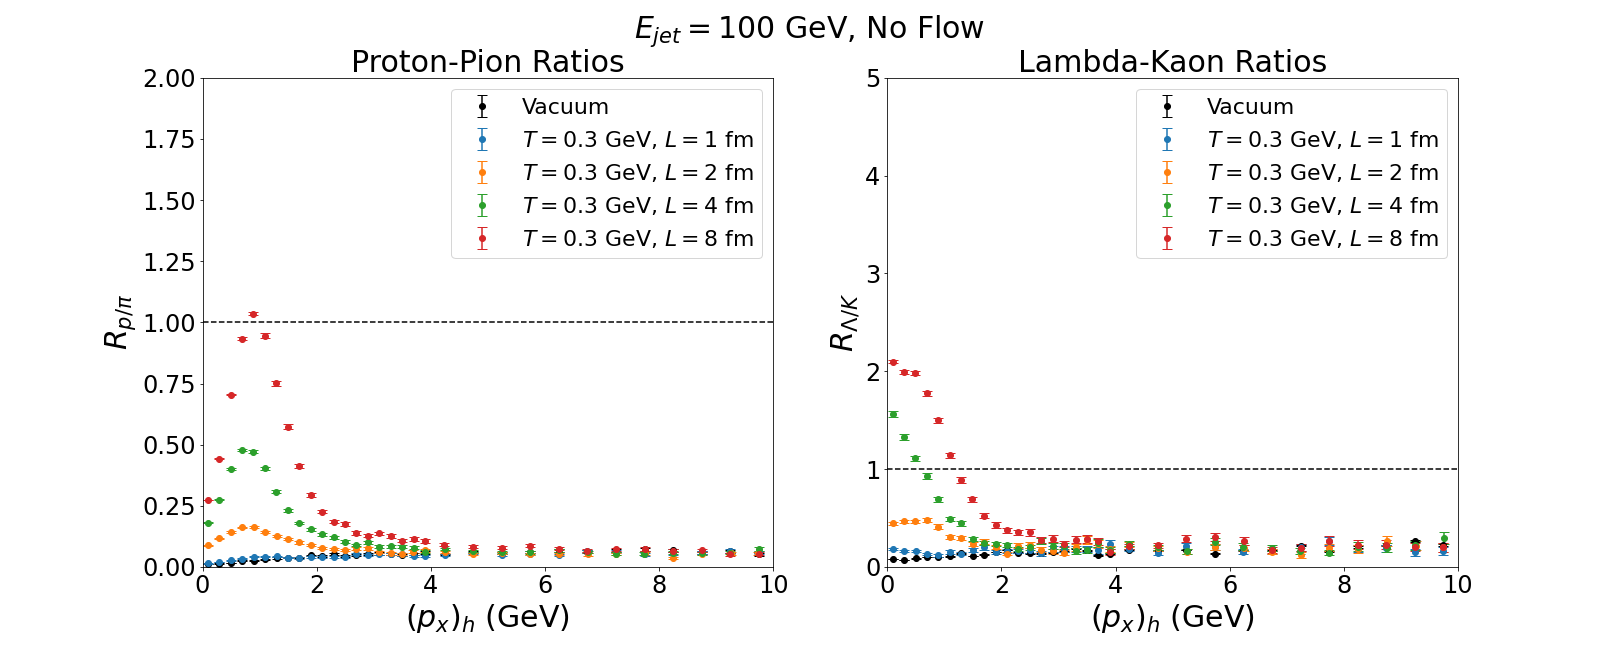 E_jet = 100 GeV, No Flow
Proton-Pion Ratios
2.00
1.75
1.50
1.25
1.00
0.75
0.50
0.25
0.00
R_p/π
0 2 4 6 8 10
(p_x)_h (GeV)
Vacuum
T = 0.3 GeV, L = 1 fm
T = 0.3 GeV, L = 2 fm
T = 0.3 GeV, L = 4 fm
T = 0.3 GeV, L = 8 fm
Lambda-Kaon Ratios
5
4
3
2
1
0
R_Λ/K
0 2 4 6 8 10
(p_x)_h (GeV)
Vacuum
T = 0.3 GeV, L = 1 fm
T = 0.3 GeV, L = 2 fm
T = 0.3 GeV, L = 4 fm
T = 0.3 GeV, L = 8 fm